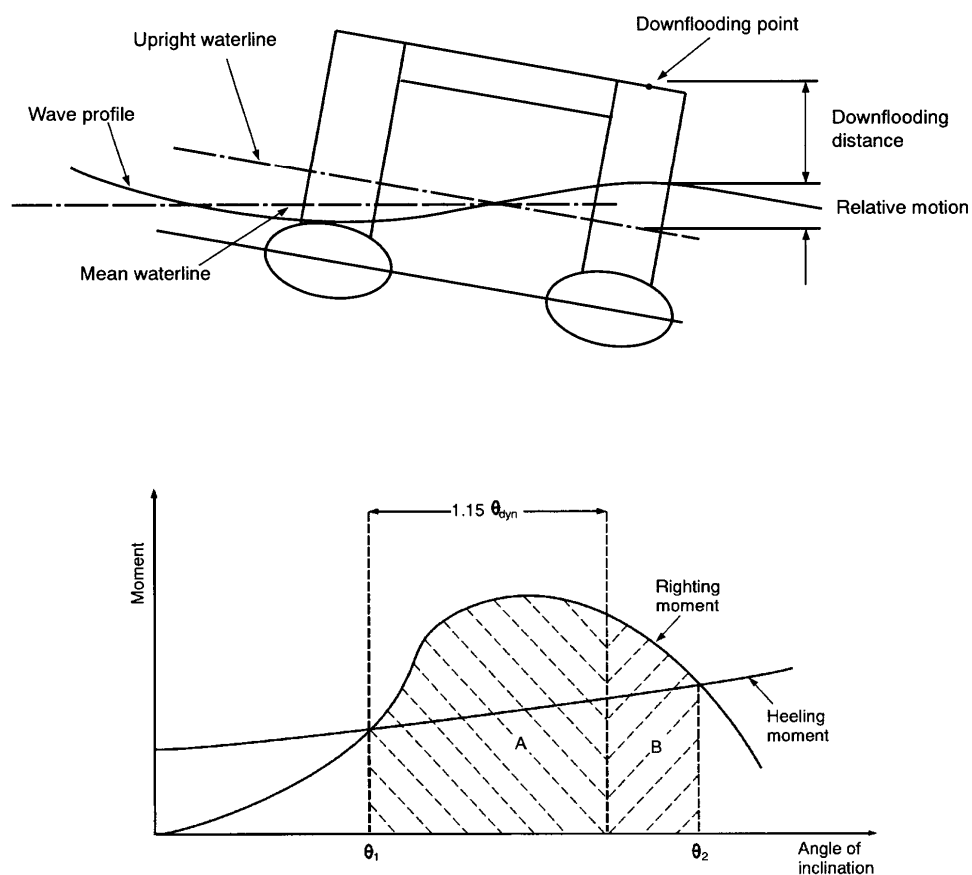 Downflooding point
Upright waterline
Wave profile
Downflooding
distance
Relative motion
Mean waterline
1.15 θdyn
Moment
Righting
moment
Heeling
moment
A
B
θ1
θ2
Angle of
inclination